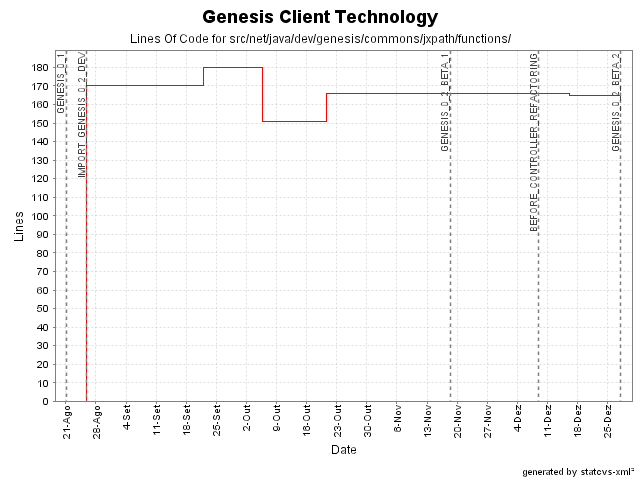 Genesis Client Technology
Lines Of Code for src/net/java/dev/genesis/commons/jxpath/functions/
GENESIS_0_1
IMPORT_GENESIS_0_2_DEV
GENESIS_0_2_BETA_1
BEFORE_CONTROLLER_REFACTORING
GENESIS_0_2_BETA_2
180
170
160
150
140
130
120
110
100
90
80
70
60
50
40
30
20
10
0
Lines
21-Ago
28-Ago
4-Set
11-Set
18-Set
25-Set
2-Out
9-Out
16-Out
23-Out
30-Out
6-Nov
13-Nov
20-Nov
27-Nov
4-Dez
11-Dez
18-Dez
25-Dez
Date
generated by statcvs-xml²